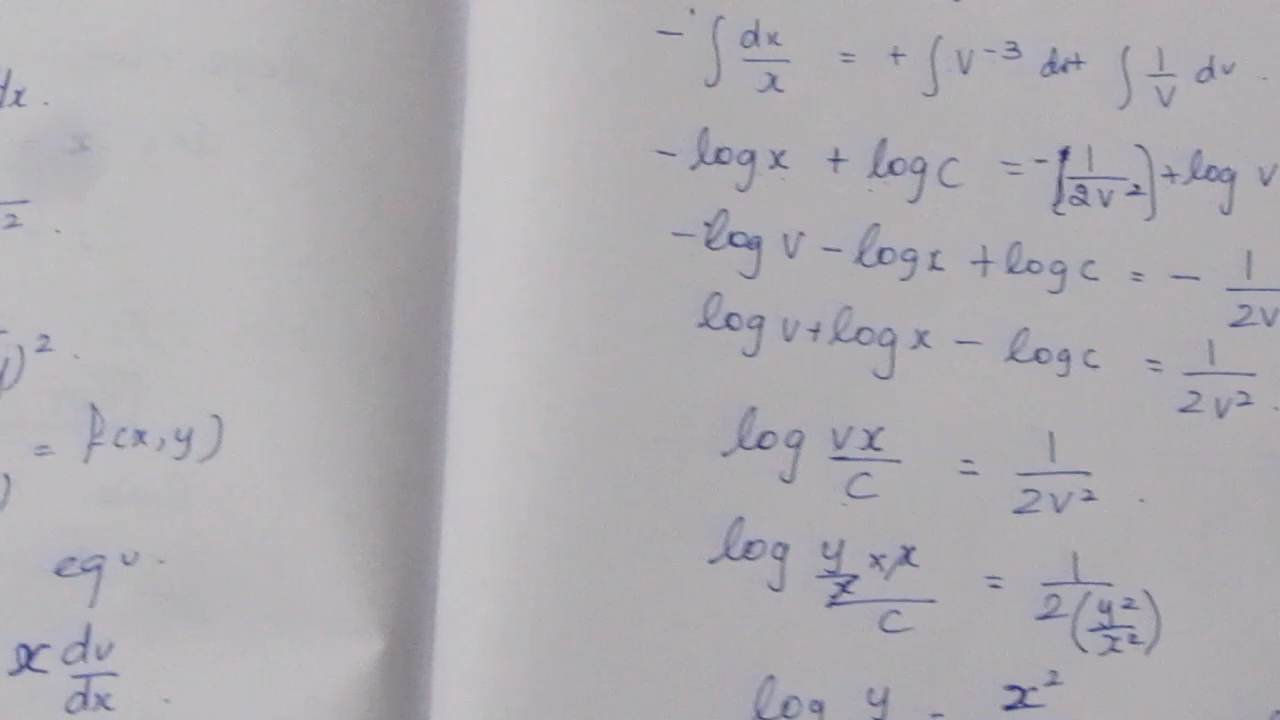 dx.
2.
)².
= f(x,y)
)
eqⁿ.
x dv/dx.
- ∫ dx/x = + ∫ v⁻³ dv + ∫ 1/v dv.
- log x + log c = -[1/2v²] + log v
- log v - log x + log c = - 1/2v
log v + log x - log c = 1/2v².
log vx/c = 1/2v².
log (y/x × x)/c = 1/2(y²/x²)
log y = x²